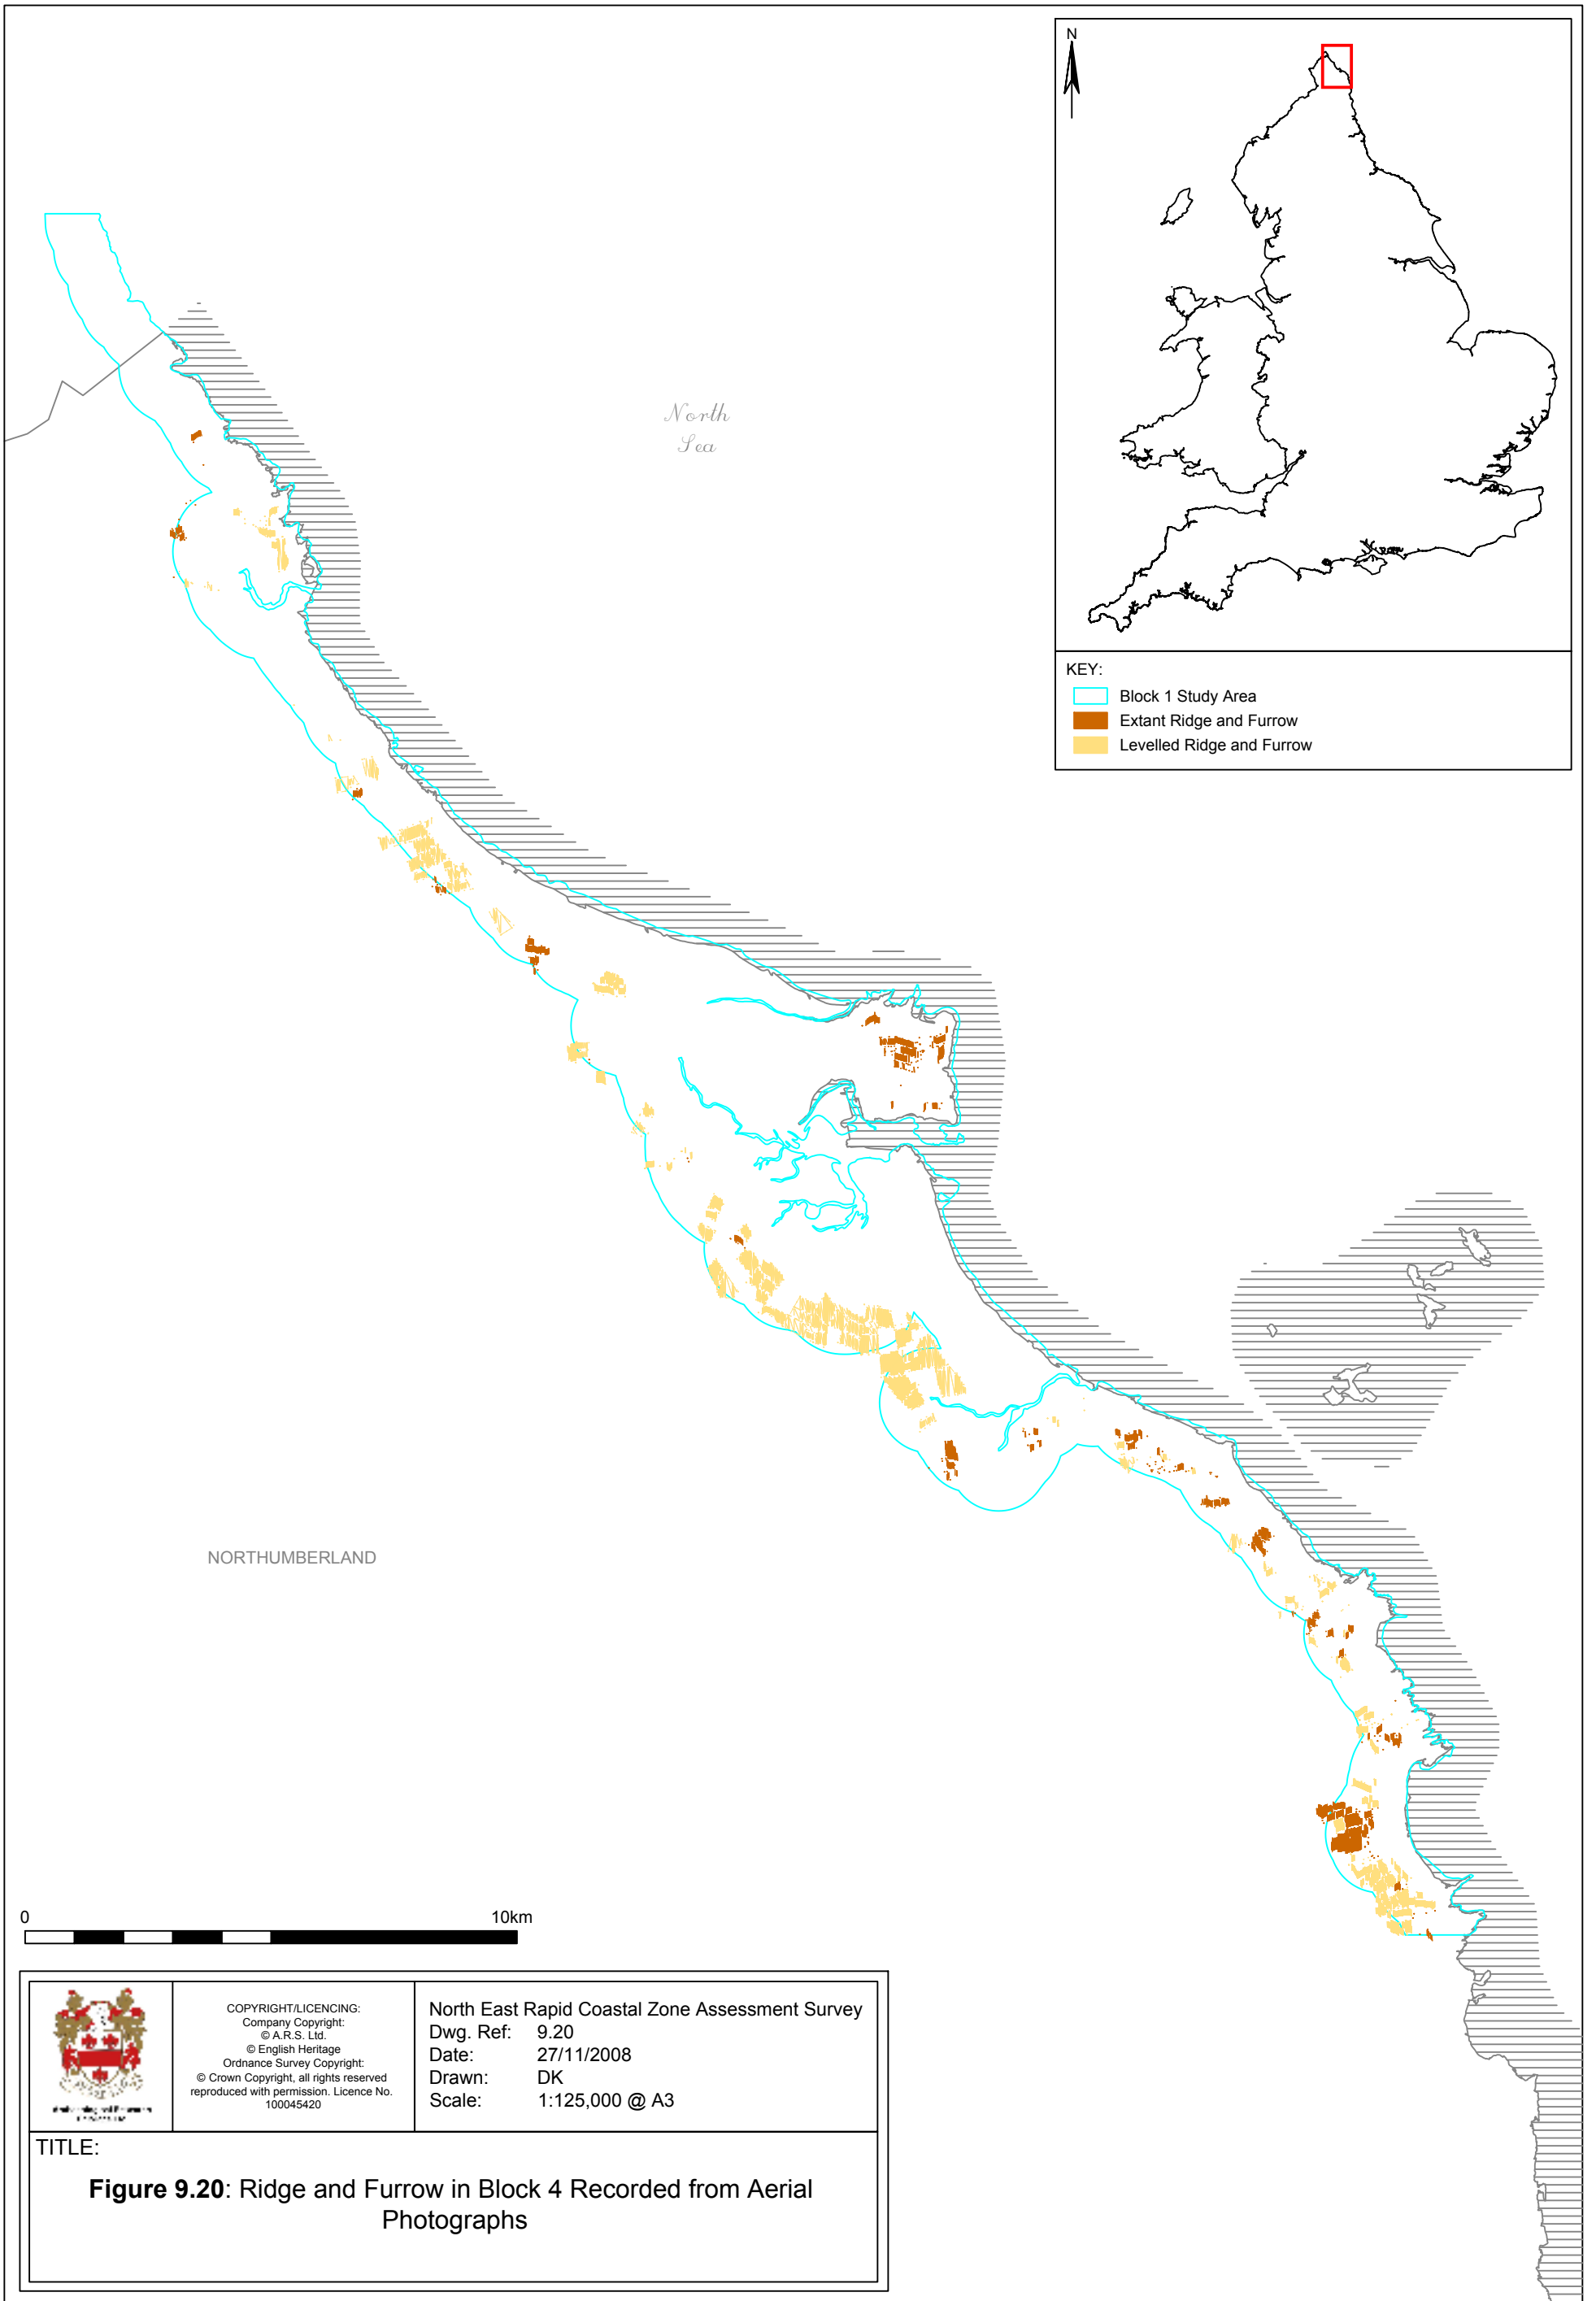 N
North
Sea
KEY:
Block 1 Study Area
Extant Ridge and Furrow
Levelled Ridge and Furrow
NORTHUMBERLAND
0 10km
COPYRIGHT/LICENCING:
Company Copyright:
© A.R.S. Ltd.
© English Heritage
Ordnance Survey Copyright:
© Crown Copyright, all rights reserved
reproduced with permission. Licence No.
100045420
North East Rapid Coastal Zone Assessment Survey
Dwg. Ref: 9.20
Date: 27/11/2008
Drawn: DK
Scale: 1:125,000 @ A3
TITLE:
Figure 9.20: Ridge and Furrow in Block 4 Recorded from Aerial
Photographs